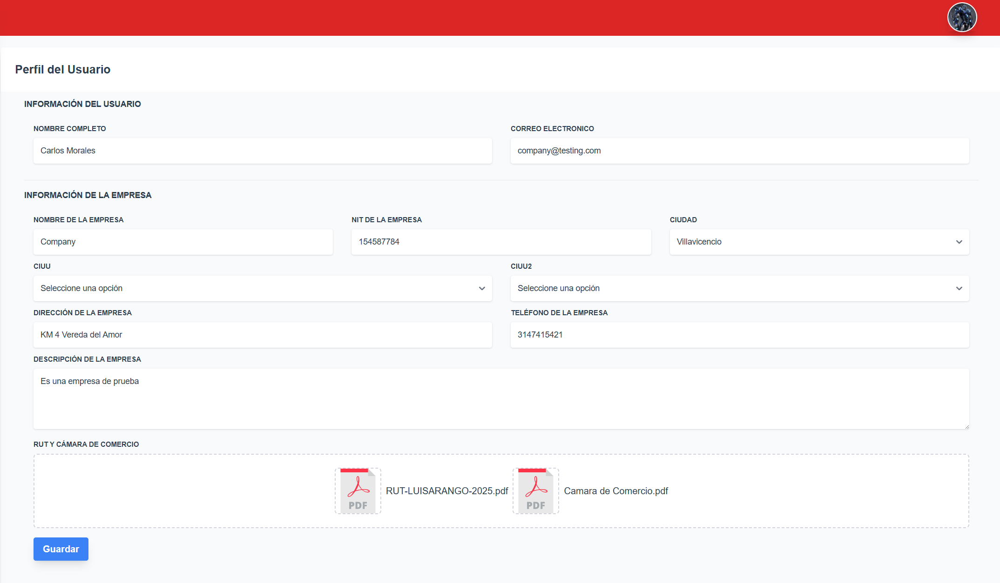 Perfil del Usuario
INFORMACIÓN DEL USUARIO
NOMBRE COMPLETO
CORREO ELECTRONICO
Carlos Morales
company@testing.com
INFORMACIÓN DE LA EMPRESA
NOMBRE DE LA EMPRESA
NIT DE LA EMPRESA
CIUDAD
Company
154587784
Villavicencio
CIUU
CIUU2
Seleccione una opción
Seleccione una opción
DIRECCIÓN DE LA EMPRESA
TELÉFONO DE LA EMPRESA
KM 4 Vereda del Amor
3147415421
DESCRIPCIÓN DE LA EMPRESA
Es una empresa de prueba
RUT Y CÁMARA DE COMERCIO
PDF
RUT-LUISARANGO-2025.pdf
PDF
Camara de Comercio.pdf
Guardar